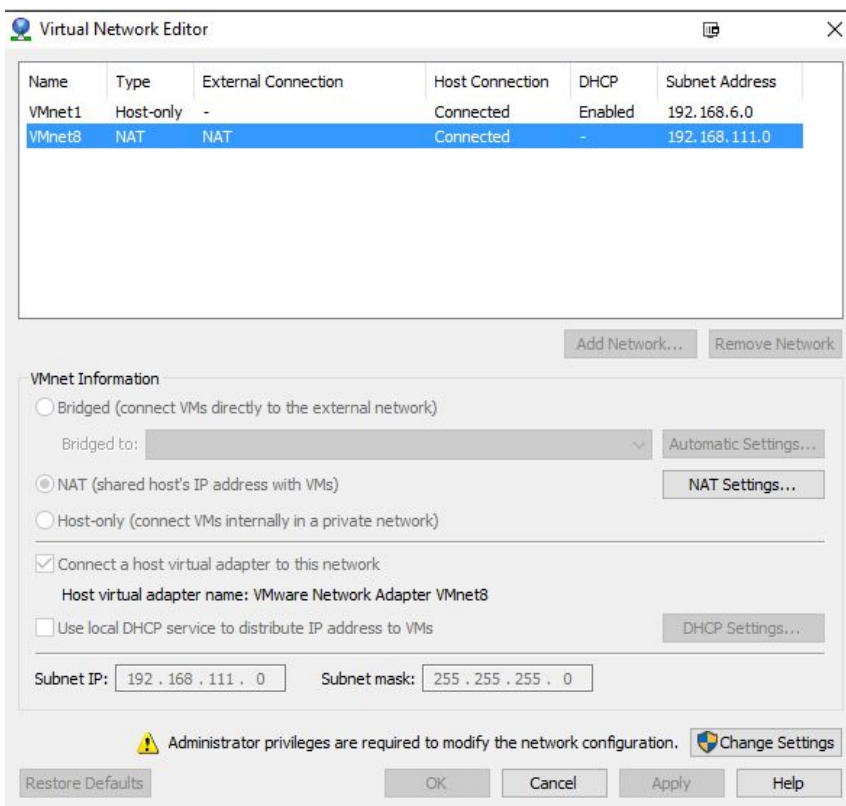 Virtual Network Editor
Name Type External Connection Host Connection DHCP Subnet Address
VMnet1 Host-only - Connected Enabled 192.168.6.0
VMnet8 NAT NAT Connected - 192.168.111.0
Add Network... Remove Network
VMnet Information
Bridged (connect VMs directly to the external network)
Bridged to: Automatic Settings...
NAT (shared host's IP address with VMs) NAT Settings...
Host-only (connect VMs internally in a private network)
Connect a host virtual adapter to this network
Host virtual adapter name: VMware Network Adapter VMnet8
Use local DHCP service to distribute IP address to VMs DHCP Settings...
Subnet IP: 192 . 168 . 111 . 0 Subnet mask: 255 . 255 . 255 . 0
Administrator privileges are required to modify the network configuration. Change Settings
Restore Defaults OK Cancel Apply Help